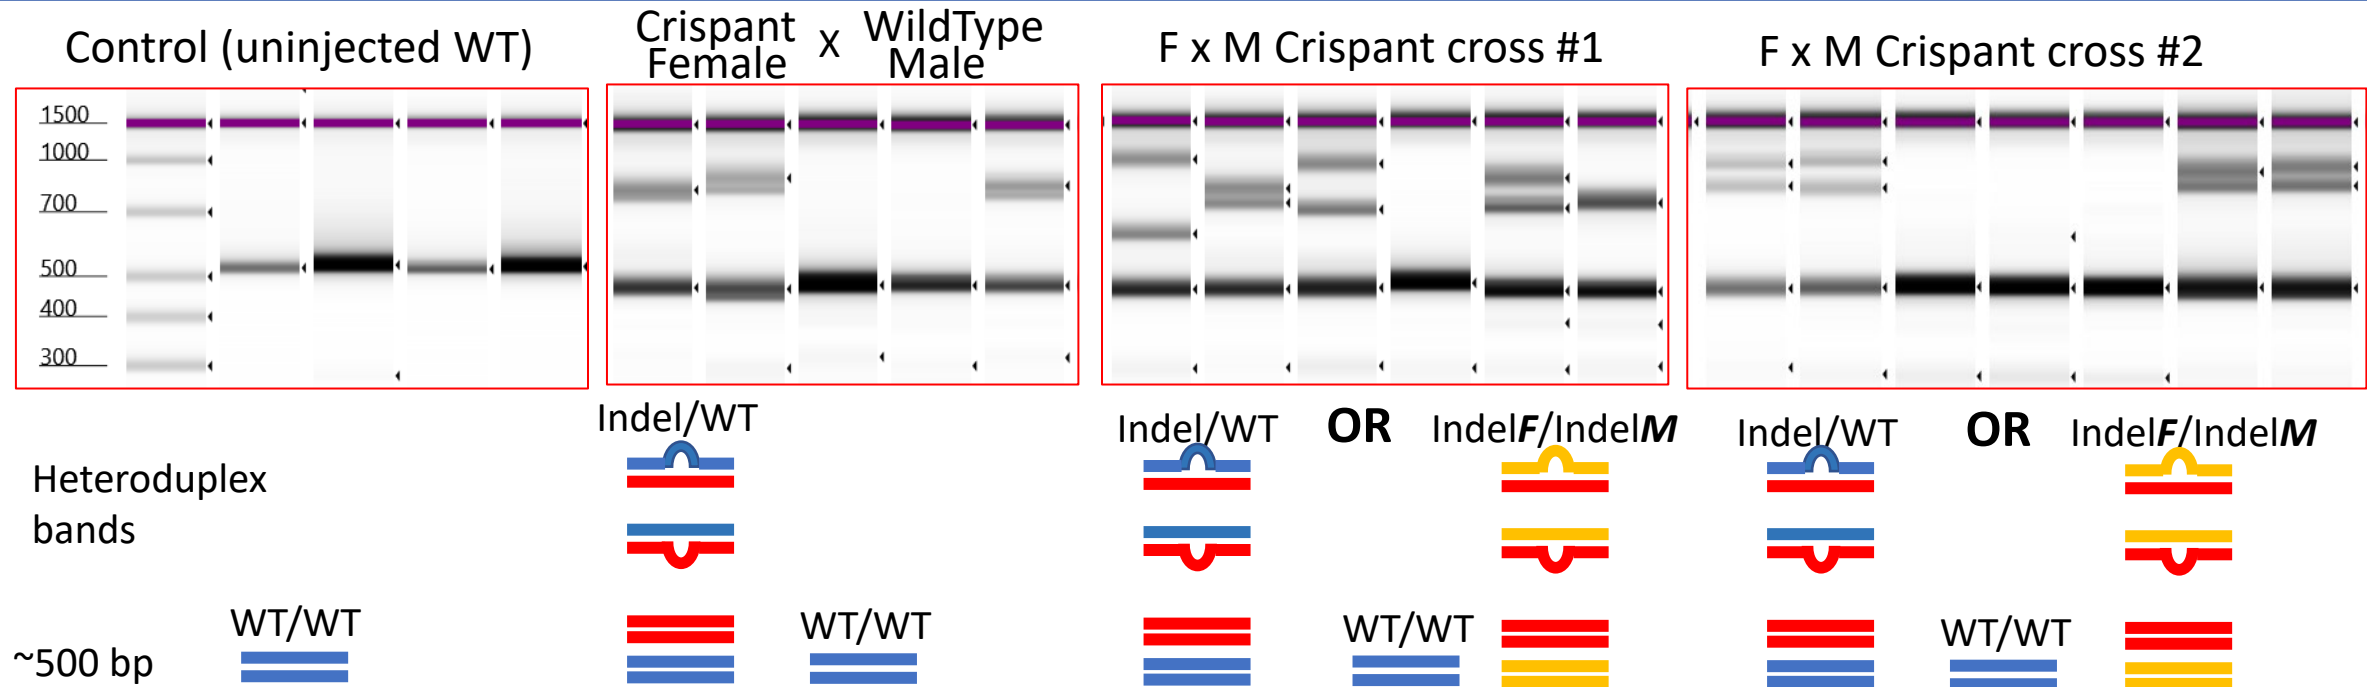 Control (uninjected WT)
Crispant X WildType
Female Male
F x M Crispant cross #1
F x M Crispant cross #2
1500
1000
700
500
400
300
Indel/WT
Indel/WT OR IndelF/IndelM
Indel/WT OR IndelF/IndelM
Heteroduplex
bands
WT/WT
WT/WT
WT/WT
WT/WT
~500 bp